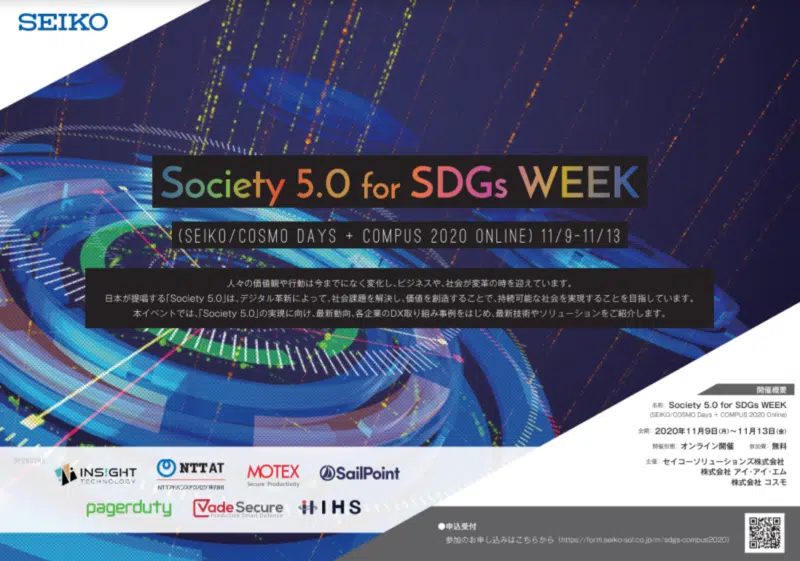 SEIKO
Society 5.0 for SDGs WEEK
(SEIKO/COSMO DAYS + COMPUS 2020 ONLINE) 11/9-11/13
人々の価値観や行動は今までになく変化し、ビジネスや、社会が変革の時を迎えています。
日本が提唱する「Society 5.0」は、デジタル革新によって、社会課題を解決し、価値を創造することで、持続可能な社会を実現することを目指しています。
本イベントでは、「Society 5.0」の実現に向け、最新動向、各企業のDX取り組み事例をはじめ、最新技術やソリューションをご紹介します。
開催概要
名称: Society 5.0 for SDGs WEEK
(SEIKO/COSMO Days + COMPUS 2020 Online)
会期: 2020年11月9日(月)〜11月13日(金)
開催形態: オンライン開催 参加費: 無料
主催: セイコーソリューションズ株式会社
株式会社 アイ・アイ・エム
株式会社 コスモ
SPONSORS
INSIGHT TECHNOLOGY
NTTAT
NTTアドバンステクノロジ株式会社
MOTEX
Secure Productivity
SailPoint
pagerduty
VadeSecure
Predictive Email Defense
IHS
●申込受付
参加のお申し込みはこちらから (https://form.seiko-sol.co.jp/m/sdgs-compus2020)